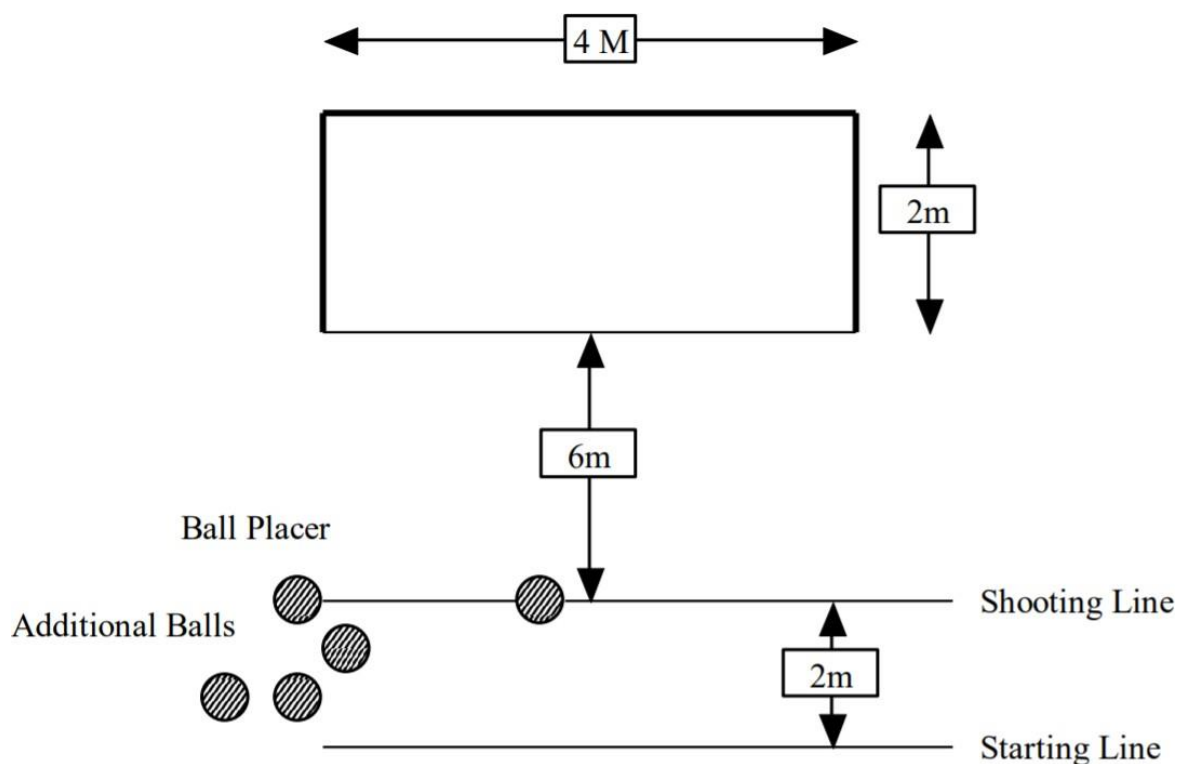 4 M
2m
6m
Ball Placer
Shooting Line
Additional Balls
2m
Starting Line